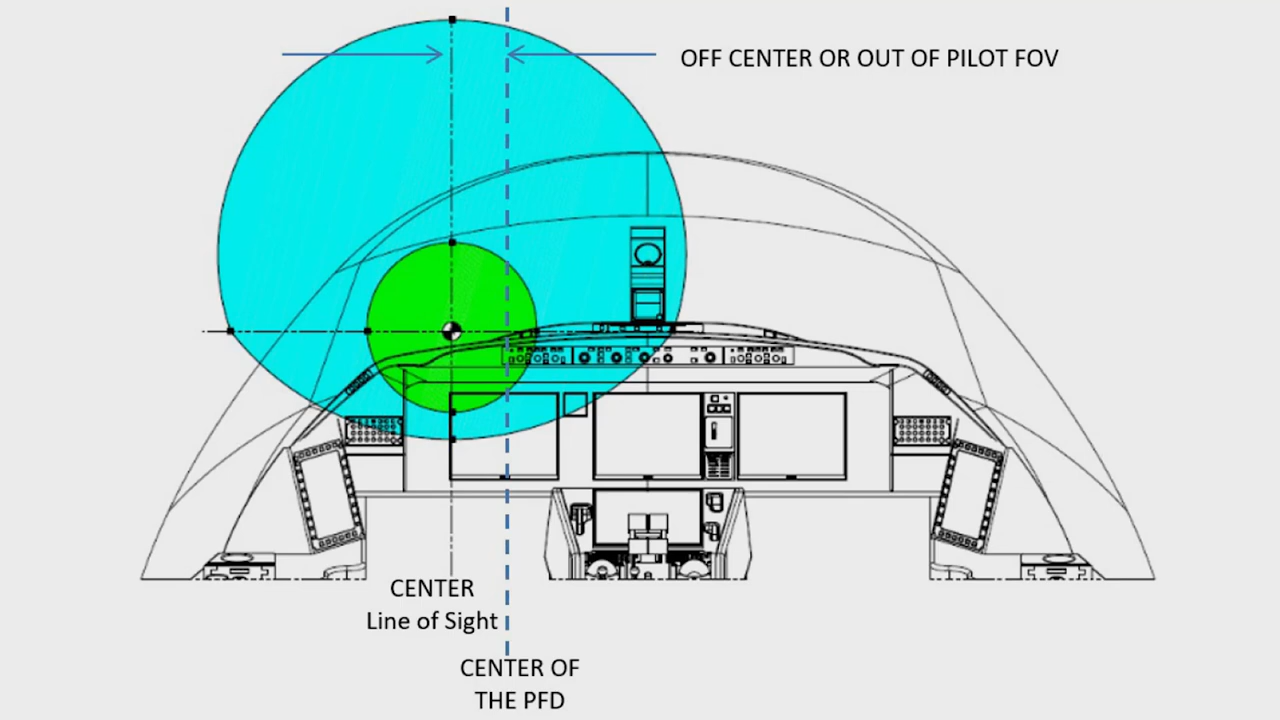 OFF CENTER OR OUT OF PILOT FOV
CENTER
Line of Sight
CENTER OF
THE PFD